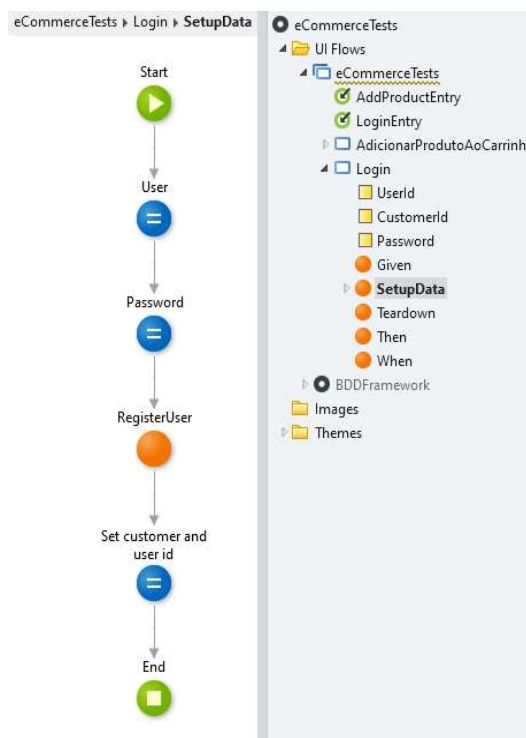 eCommerceTests ▸ Login ▸ SetupData
Start
User
Password
RegisterUser
Set customer and
user id
End
eCommerceTests
UI Flows
eCommerceTests
AddProductEntry
LoginEntry
AdicionarProdutoAoCarrinh
Login
UserId
CustomerId
Password
Given
SetupData
Teardown
Then
When
BDDFramework
Images
Themes